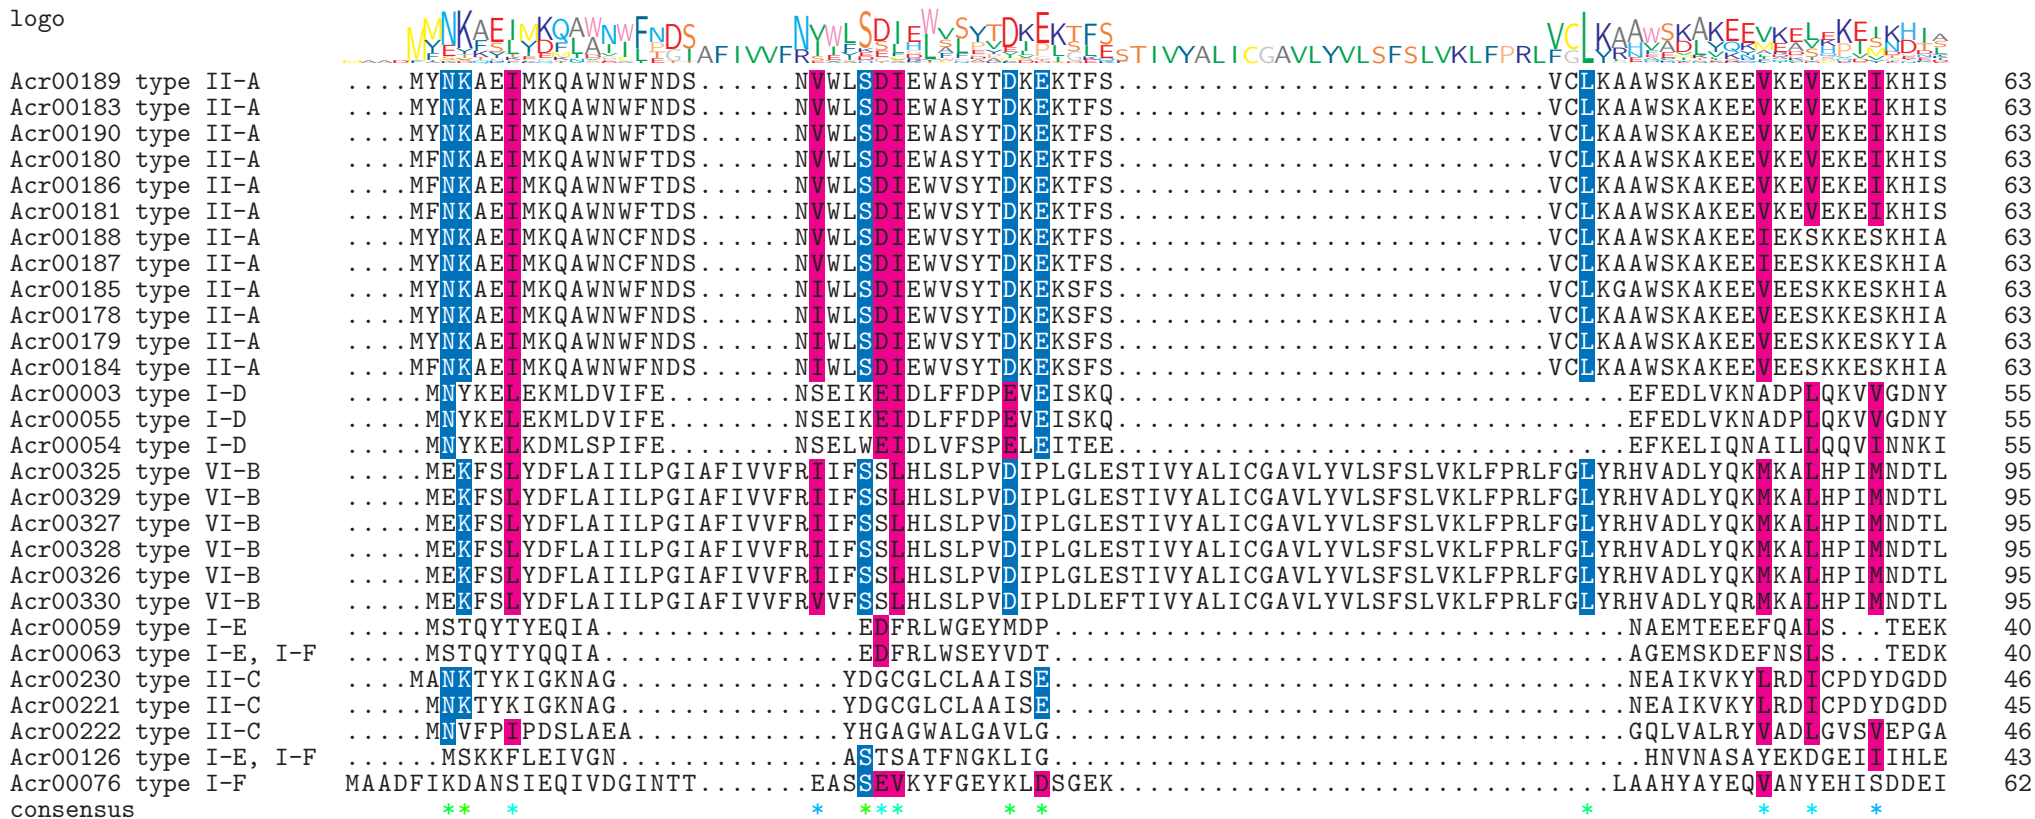 logo
Acr00189 type II-A ....MYNKAEIMKQAWNWFNDS......NVWLSDIEWASYTDKEKTFS...........................VCLKAAWSKAKEEVKEVEKEIKHIS 63
Acr00183 type II-A ....MYNKAEIMKQAWNWFNDS......NVWLSDIEWASYTDKEKTFS...........................VCLKAAWSKAKEEVKEVEKEIKHIS 63
Acr00190 type II-A ....MYNKAEIMKQAWNWFTDS......NVWLSDIEWASYTDKEKTFS...........................VCLKAAWSKAKEEVKEVEKEIKHIS 63
Acr00180 type II-A ....MFNKAEIMKQAWNWFTDS......NVWLSDIEWASYTDKEKTFS...........................VCLKAAWSKAKEEVKEVEKEIKHIS 63
Acr00186 type II-A ....MFNKAEIMKQAWNWFTDS......NVWLSDIEWVSYTDKEKTFS...........................VCLKAAWSKAKEEVKEVEKEIKHIS 63
Acr00181 type II-A ....MFNKAEIMKQAWNWFTDS......NVWLSDIEWVSYTDKEKTFS...........................VCLKAAWSKAKEEVKEVEKEIKHIS 63
Acr00188 type II-A ....MYNKAEIMKQAWNCFNDS......NVWLSDIEWVSYTDKEKTFS...........................VCLKAAWSKAKEEIEKSKKESKHIA 63
Acr00187 type II-A ....MYNKAEIMKQAWNCFNDS......NVWLSDIEWVSYTDKEKTFS...........................VCLKAAWSKAKEEIEESKKESKHIA 63
Acr00185 type II-A ....MYNKAEIMKQAWNWFNDS......NIWLSDIEWVSYTDKEKSFS...........................VCLKGAWSKAKEEVEESKKESKHIA 63
Acr00178 type II-A ....MYNKAEIMKQAWNWFNDS......NIWLSDIEWVSYTDKEKSFS...........................VCLKAAWSKAKEEVEESKKESKHIA 63
Acr00179 type II-A ....MYNKAEIMKQAWNWFNDS......NIWLSDIEWVSYTDKEKSFS...........................VCLKAAWSKAKEEVEESKKESKYIA 63
Acr00184 type II-A ....MFNKAEIMKQAWNWFNDS......NIWLSDIEWVSYTDKEKSFS...........................VCLKAAWSKAKEEVEESKKESKHIA 63
Acr00003 type I-D .....MNYKELEKMLDVIFE........NSEIKEIDLFFDPEVEISKQ................................EFEDLVKNADPLQKVVGDNY 55
Acr00055 type I-D .....MNYKELEKMLDVIFE........NSEIKEIDLFFDPEVEISKQ................................EFEDLVKNADPLQKVVGDNY 55
Acr00054 type I-D .....MNYKELKDMLSPIFE........NSELWEIDLVFSPELEITEE................................EFKELIQNAILLQQVINNKI 55
Acr00325 type VI-B .....MEKFSLYDFLAIILPGIAFIVVFRIIFSSLHLSLPVDIPLGLESTIVYALICGAVLYVLSFSLVKLFPRLFGLYRHVADLYQKMKALHPIMNDTL 95
Acr00329 type VI-B .....MEKFSLYDFLAIILPGIAFIVVFRIIFSSLHLSLPVDIPLGLESTIVYALICGAVLYVLSFSLVKLFPRLFGLYRHVADLYQKMKALHPIMNDTL 95
Acr00327 type VI-B .....MEKFSLYDFLAIILPGIAFIVVFRIIFSSLHLSLPVDIPLGLESTIVYALICGAVLYVLSFSLVKLFPRLFGLYRHVADLYQKMKALHPIMNDTL 95
Acr00328 type VI-B .....MEKFSLYDFLAIILPGIAFIVVFRIIFSSLHLSLPVDIPLGLESTIVYALICGAVLYVLSFSLVKLFPRLFGLYRHVADLYQKMKALHPIMNDTL 95
Acr00326 type VI-B .....MEKFSLYDFLAIILPGIAFIVVFRIIFSSLHLSLPVDIPLGLESTIVYALICGAVLYVLSFSLVKLFPRLFGLYRHVADLYQKMKALHPIMNDTL 95
Acr00330 type VI-B .....MEKFSLYDFLAIILPGIAFIVVFRVVFSSLHLSLPVDIPLDLEFTIVYALICGAVLYVLSFSLVKLFPRLFGLYRHVADLYQRMKALHPIMNDTL 95
Acr00059 type I-E .....MSTQYTYEQIA................EDFRLWGEYMDP....................................NAEMTEEEFQALS...TEEK 40
Acr00063 type I-E, I-F .....MSTQYTYQQIA................EDFRLWSEYVDT....................................AGEMSKDEFNSLS...TEDK 40
Acr00230 type II-C ....MANKTYKIGKNAG..............YDGCGLCLAAISE....................................NEAIKVKYLRDICPDYDGDD 46
Acr00221 type II-C .....MNKTYKIGKNAG..............YDGCGLCLAAISE....................................NEAIKVKYLRDICPDYDGDD 45
Acr00222 type II-C .....MNVFPIPDSLAEA.............YHGAGWALGAVLG....................................GQLVALRYVADLGVSVEPGA 46
Acr00126 type I-E, I-F ......MSKKFLEIVGN..............ASTSATFNGKLIG.....................................HNVNASAYEKDGEIIIHLE 43
Acr00076 type I-F MAADFIKDANSIEQIVDGINTT.......EASSEVKYFGEYKLDSGEK...............................LAAHYAYEQVANYEHISDDEI 62
consensus ** * * *** * * * * * *